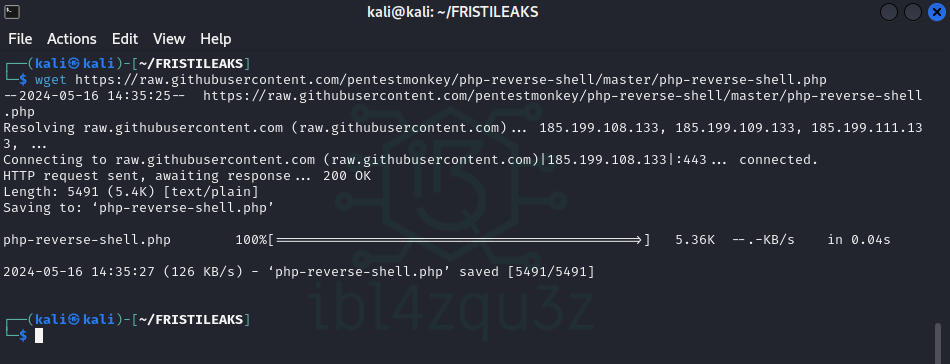 kali@kali: ~/FRISTILEAKS
File Actions Edit View Help
┌──(kali㉿kali)-[~/FRISTILEAKS]
└─$ wget https://raw.githubusercontent.com/pentestmonkey/php-reverse-shell/master/php-reverse-shell.php
--2024-05-16 14:35:25-- https://raw.githubusercontent.com/pentestmonkey/php-reverse-shell/master/php-reverse-shell
.php
Resolving raw.githubusercontent.com (raw.githubusercontent.com)... 185.199.108.133, 185.199.109.133, 185.199.111.13
3, ...
Connecting to raw.githubusercontent.com (raw.githubusercontent.com)|185.199.108.133|:443... connected.
HTTP request sent, awaiting response... 200 OK
Length: 5491 (5.4K) [text/plain]
Saving to: ‘php-reverse-shell.php’
php-reverse-shell.php 100%[==============================================>] 5.36K --.-KB/s in 0.04s
2024-05-16 14:35:27 (126 KB/s) - ‘php-reverse-shell.php’ saved [5491/5491]
ibl4zqu3z
┌──(kali㉿kali)-[~/FRISTILEAKS]
└─$